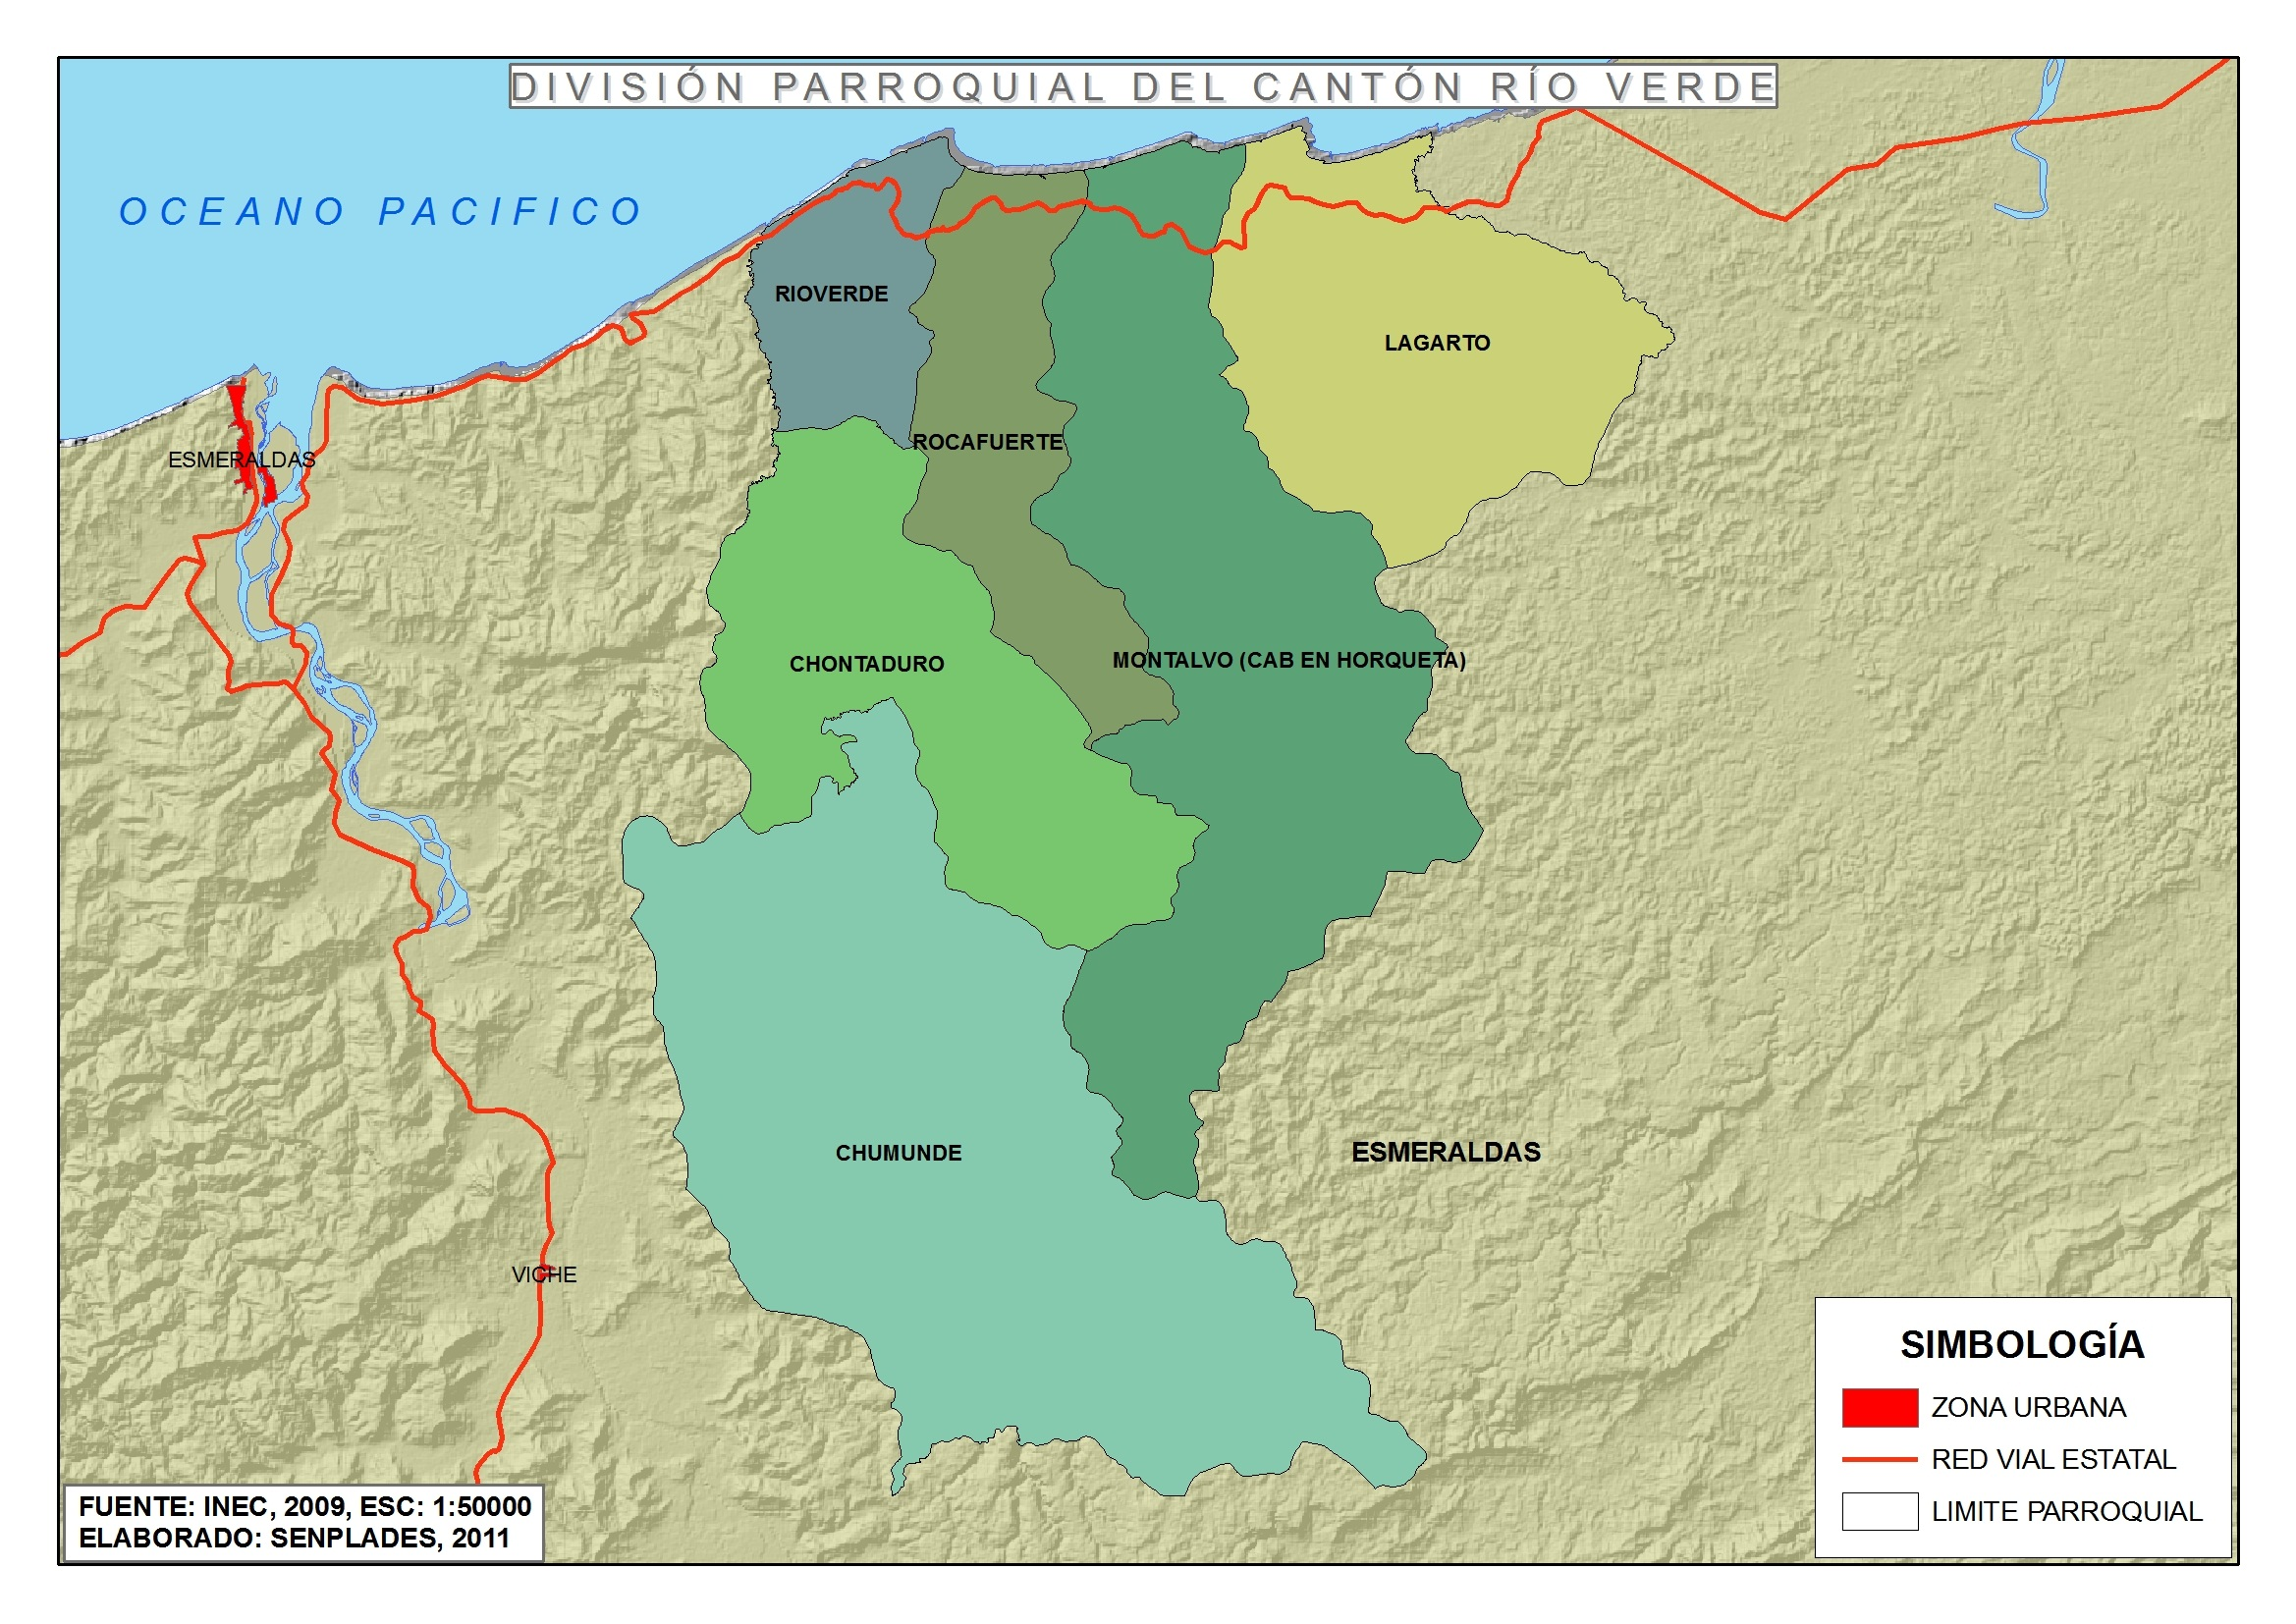 DIVISIÓN PARROQUIAL DEL CANTÓN RÍO VERDE
OCEANO PACIFICO
RIOVERDE
LAGARTO
ROCAFUERTE
ESMERALDAS
CHONTADURO
MONTALVO (CAB EN HORQUETA)
CHUMUNDE
ESMERALDAS
VICHE
SIMBOLOGÍA
ZONA URBANA
RED VIAL ESTATAL
LIMITE PARROQUIAL
FUENTE: INEC, 2009, ESC: 1:50000
ELABORADO: SENPLADES, 2011